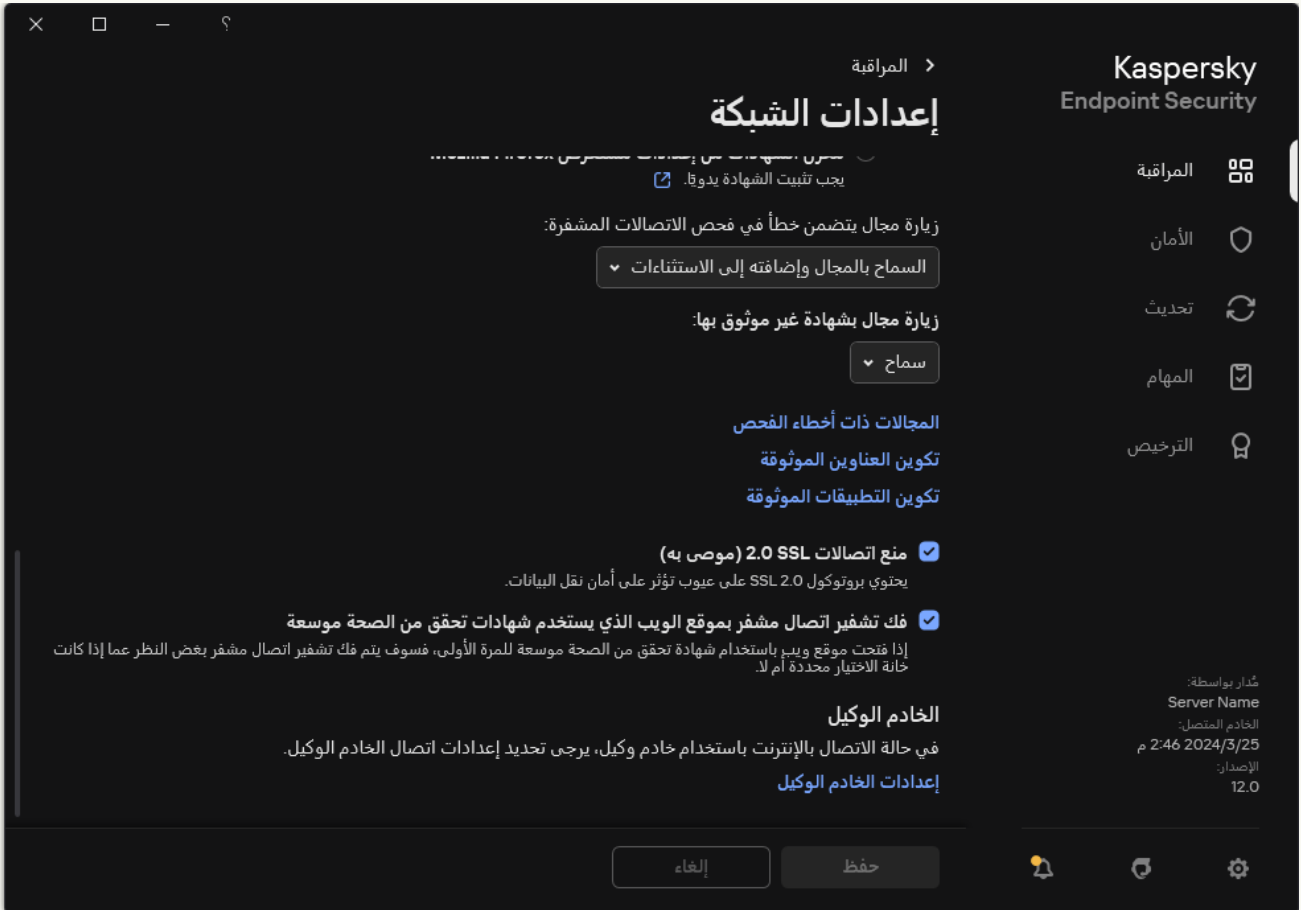 ؟
Kaspersky
Endpoint Security
المراقبة
الأمان
تحديث
المهام
الترخيص
مُدار بواسطة:
Server Name
الخادم المتصل:
2024/3/25 2:46 م
الإصدار:
12.0
المراقبة
إعدادات الشبكة
مخزن الشهادات من إعدادات مستعرض Mozilla Firefox
يجب تثبيت الشهادة يدويًا.
زيارة مجال يتضمن خطأ في فحص الاتصالات المشفرة:
السماح بالمجال وإضافته إلى الاستثناءات
زيارة مجال بشهادة غير موثوق بها:
سماح
المجالات ذات أخطاء الفحص
تكوين العناوين الموثوقة
تكوين التطبيقات الموثوقة
منع اتصالات SSL 2.0 (موصى به)
يحتوي بروتوكول SSL 2.0 على عيوب تؤثر على أمان نقل البيانات.
فك تشفير اتصال مشفر بموقع الويب الذي يستخدم شهادات تحقق من الصحة موسعة
إذا فتحت موقع ويب باستخدام شهادة تحقق من الصحة موسعة للمرة الأولى، فسوف يتم فك تشفير اتصال مشفر بغض النظر عما إذا كانت
خانة الاختيار محددة أم لا.
الخادم الوكيل
في حالة الاتصال بالإنترنت باستخدام خادم وكيل، يرجى تحديد إعدادات اتصال الخادم الوكيل.
إعدادات الخادم الوكيل
حفظ
إلغاء